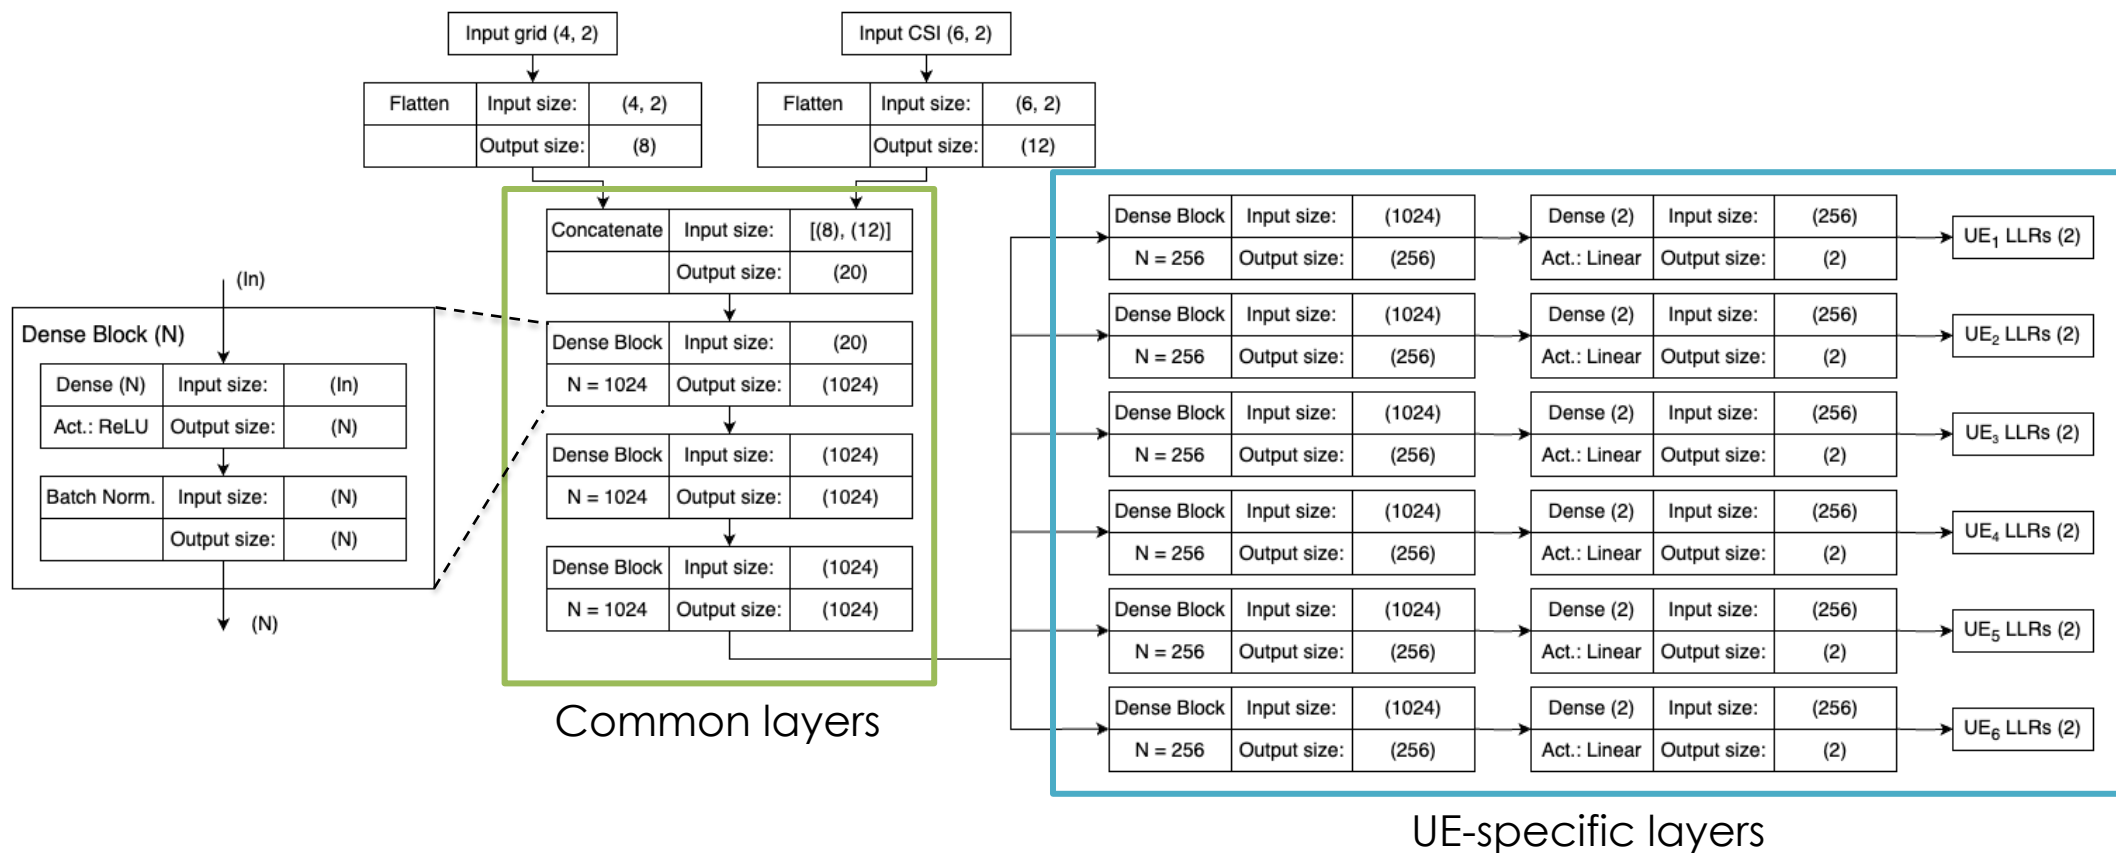 Input grid (4, 2)
Input CSI (6, 2)
Flatten Input size: (4, 2)
Output size: (8)
Flatten Input size: (6, 2)
Output size: (12)
Concatenate Input size: [(8), (12)]
Output size: (20)
Dense Block Input size: (20)
N = 1024 Output size: (1024)
Dense Block Input size: (1024)
N = 1024 Output size: (1024)
Dense Block Input size: (1024)
N = 1024 Output size: (1024)
Common layers
(In)
Dense Block (N)
Dense (N) Input size: (In)
Act.: ReLU Output size: (N)
Batch Norm. Input size: (N)
Output size: (N)
(N)
Dense Block Input size: (1024)
N = 256 Output size: (256)
Dense (2) Input size: (256)
Act.: Linear Output size: (2)
UE₁ LLRs (2)
Dense Block Input size: (1024)
N = 256 Output size: (256)
Dense (2) Input size: (256)
Act.: Linear Output size: (2)
UE₂ LLRs (2)
Dense Block Input size: (1024)
N = 256 Output size: (256)
Dense (2) Input size: (256)
Act.: Linear Output size: (2)
UE₃ LLRs (2)
Dense Block Input size: (1024)
N = 256 Output size: (256)
Dense (2) Input size: (256)
Act.: Linear Output size: (2)
UE₄ LLRs (2)
Dense Block Input size: (1024)
N = 256 Output size: (256)
Dense (2) Input size: (256)
Act.: Linear Output size: (2)
UE₅ LLRs (2)
Dense Block Input size: (1024)
N = 256 Output size: (256)
Dense (2) Input size: (256)
Act.: Linear Output size: (2)
UE₆ LLRs (2)
UE-specific layers